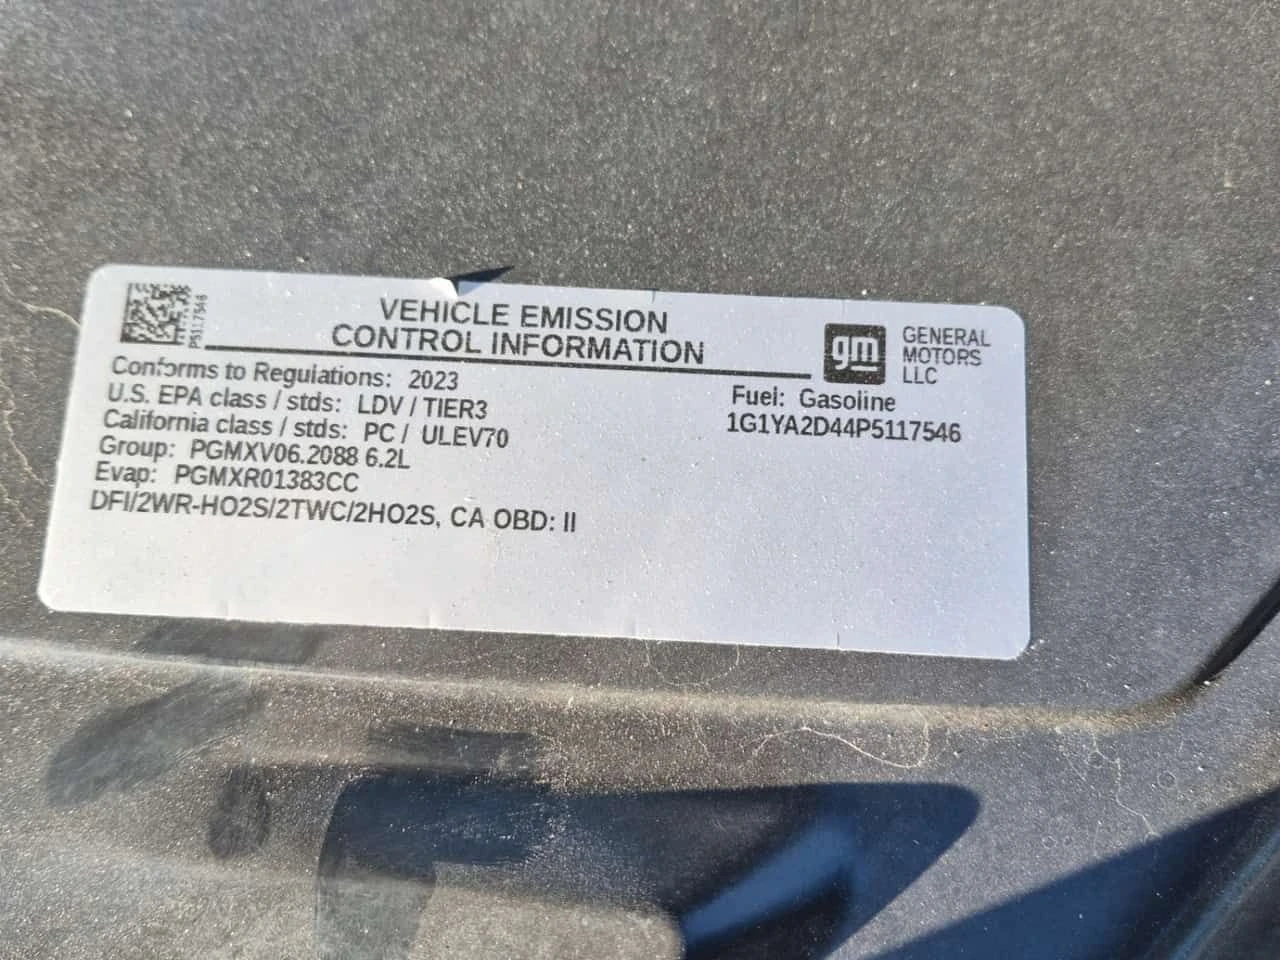 P5117546
VEHICLE EMISSION
CONTROL INFORMATION
gm
GENERAL
MOTORS
LLC
Conforms to Regulations: 2023
U.S. EPA class / stds: LDV / TIER3
California class / stds: PC / ULEV70
Group: PGMXV06.2088 6.2L
Evap: PGMXR01383CC
DFI/2WR-HO2S/2TWC/2HO2S, CA OBD: II
Fuel: Gasoline
1G1YA2D44P5117546